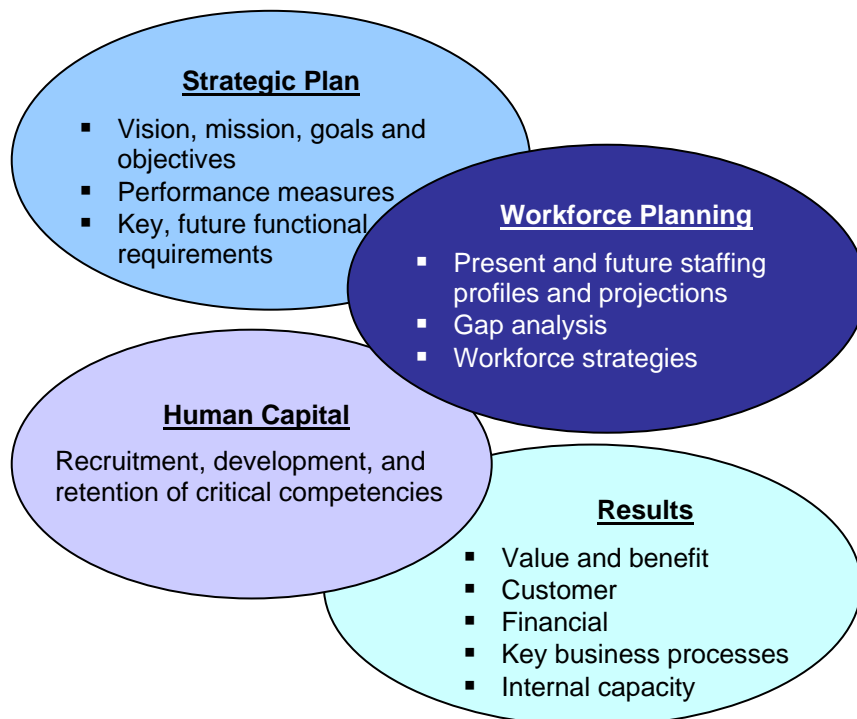 Strategic Plan
▪ Vision, mission, goals and
objectives
▪ Performance measures
▪ Key, future functional
requirements
Workforce Planning
▪ Present and future staffing
profiles and projections
▪ Gap analysis
▪ Workforce strategies
Human Capital
Recruitment, development, and
retention of critical competencies
Results
▪ Value and benefit
▪ Customer
▪ Financial
▪ Key business processes
▪ Internal capacity